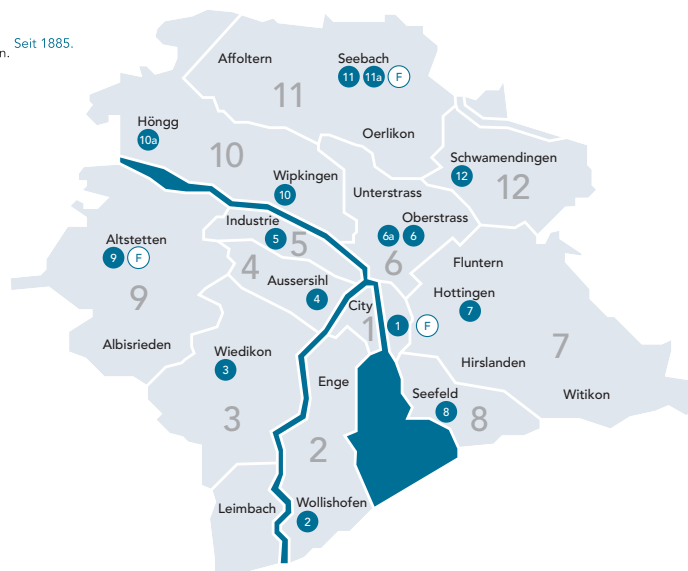 Seit 1885.
n.
Affoltern
Seebach
11 11a F
11
Höngg
10a
Oerlikon
10
Schwamendingen
12
12
Wipkingen
10
Unterstrass
Industrie
5
5
Oberstrass
6a 6
6
Altstetten
9 F
9
4
Aussersihl
4
Fluntern
Hottingen
7
City
1
1 F
7
Albisrieden
Wiedikon
3
3
Enge
Hirslanden
Seefeld
8
8
Witikon
2
Leimbach
Wollishofen
2